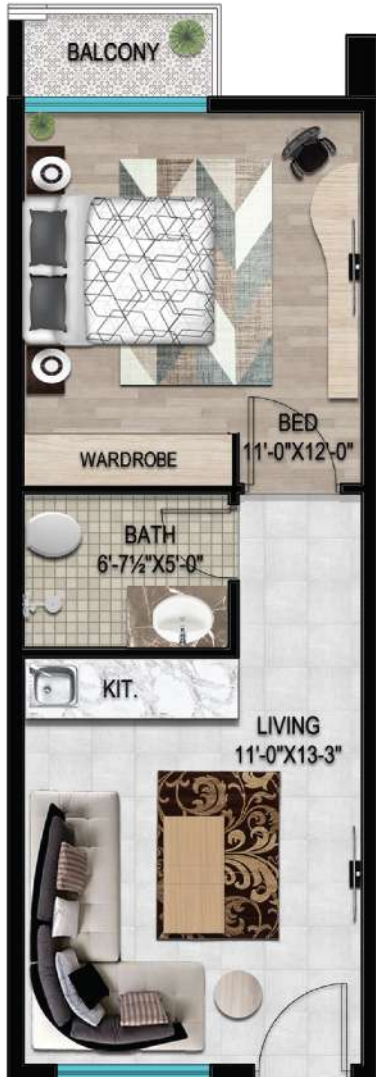 BALCONY
BED
11'-0"X12'-0"
WARDROBE
BATH
6'-7½"X5'-0"
KIT.
LIVING
11'-0"X13-3"